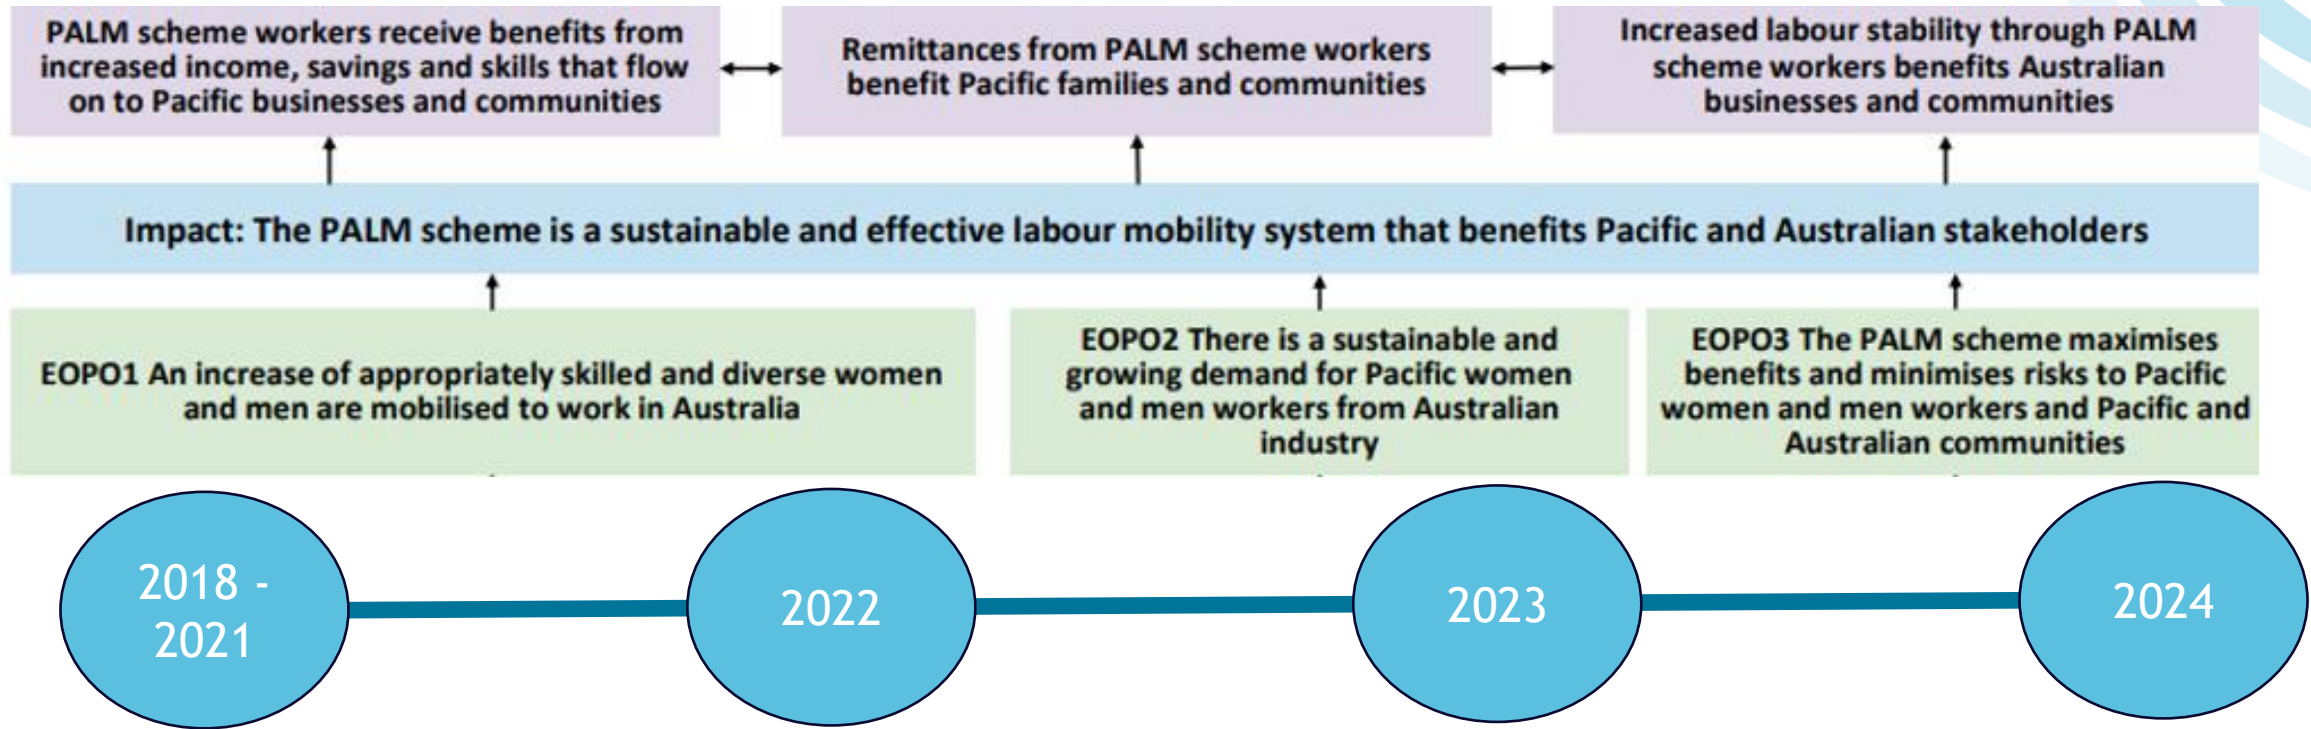 PALM scheme workers receive benefits from
increased income, savings and skills that flow
on to Pacific businesses and communities
Remittances from PALM scheme workers
benefit Pacific families and communities
Increased labour stability through PALM
scheme workers benefits Australian
businesses and communities
Impact: The PALM scheme is a sustainable and effective labour mobility system that benefits Pacific and Australian stakeholders
EOPO1 An increase of appropriately skilled and diverse women
and men are mobilised to work in Australia
EOPO2 There is a sustainable and
growing demand for Pacific women
and men workers from Australian
industry
EOPO3 The PALM scheme maximises
benefits and minimises risks to Pacific
women and men workers and Pacific and
Australian communities
2018 -
2021
2022
2023
2024